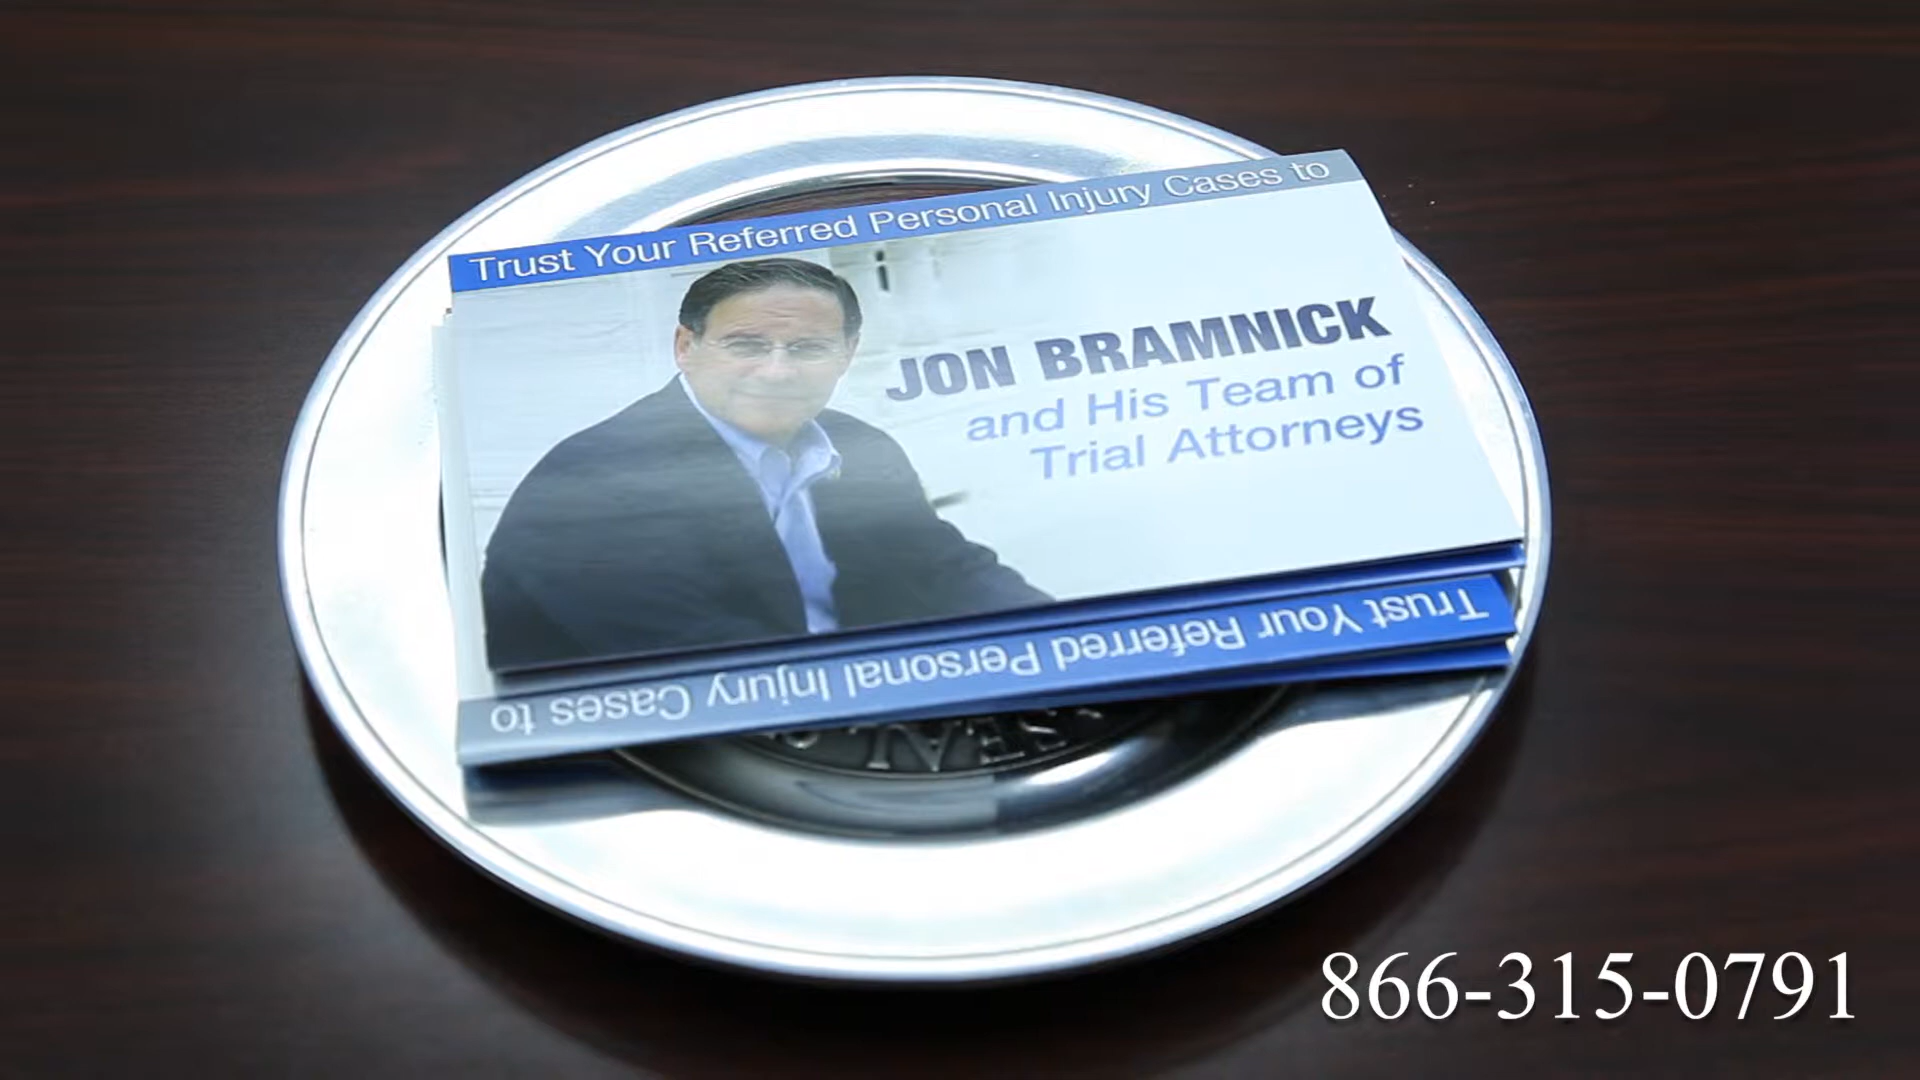 Trust Your Referred Personal Injury Cases to
JON BRAMNICK
and His Team of
Trial Attorneys
Trust Your Referred Personal Injury Cases to
866-315-0791